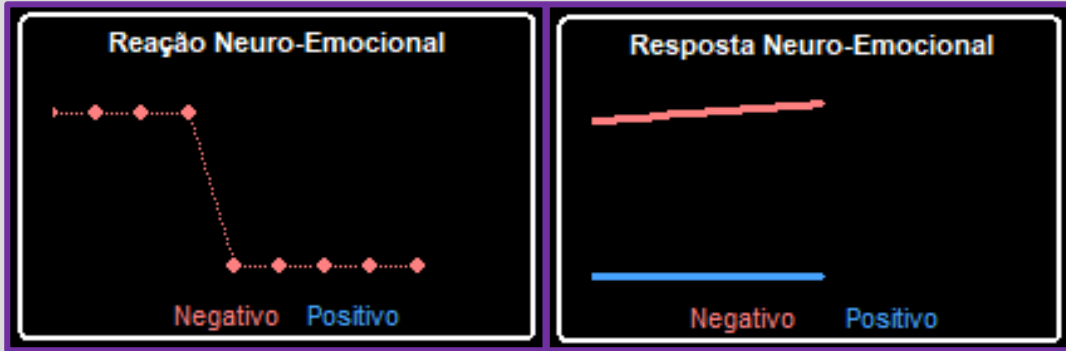 Reação Neuro-Emocional
Negativo Positivo
Resposta Neuro-Emocional
Negativo Positivo